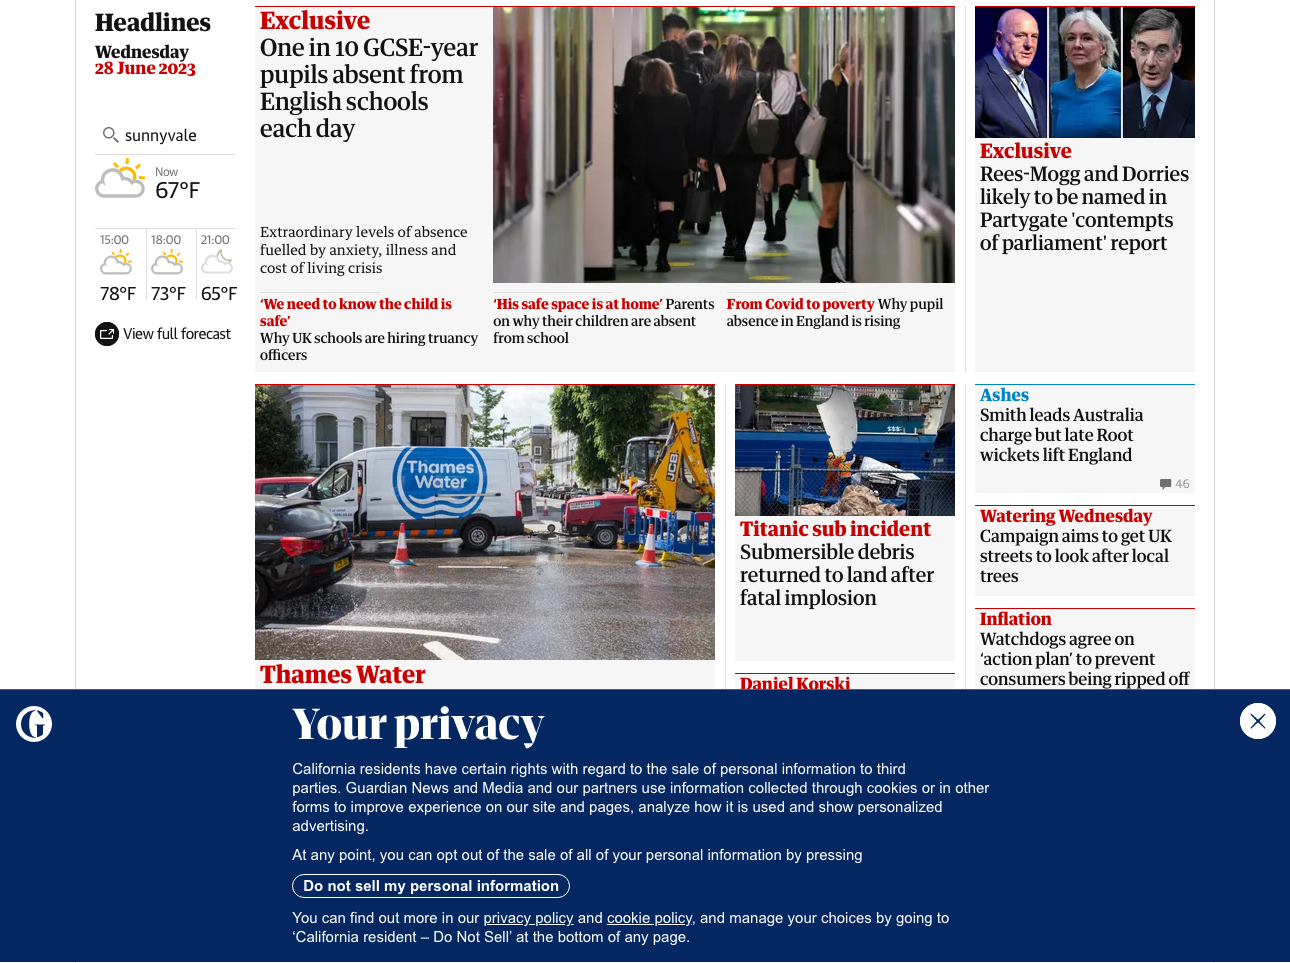 Headlines
Wednesday
28 June 2023
sunnyvale
Now
67°F
15:00
18:00
21:00
78°F
73°F
65°F
View full forecast
Exclusive
One in 10 GCSE-year
pupils absent from
English schools
each day
Extraordinary levels of absence
fuelled by anxiety, illness and
cost of living crisis
‘We need to know the child is
safe’
Why UK schools are hiring truancy
officers
‘His safe space is at home’ Parents
on why their children are absent
from school
From Covid to poverty Why pupil
absence in England is rising
Exclusive
Rees-Mogg and Dorries
likely to be named in
Partygate 'contempts
of parliament' report
Thames
Water
JCB
Thames Water
Titanic sub incident
Submersible debris
returned to land after
fatal implosion
Daniel Korski
Ashes
Smith leads Australia
charge but late Root
wickets lift England
46
Watering Wednesday
Campaign aims to get UK
streets to look after local
trees
Inflation
Watchdogs agree on
‘action plan’ to prevent
consumers being ripped off
Your privacy
California residents have certain rights with regard to the sale of personal information to third
parties. Guardian News and Media and our partners use information collected through cookies or in other
forms to improve experience on our site and pages, analyze how it is used and show personalized
advertising.
At any point, you can opt out of the sale of all of your personal information by pressing
Do not sell my personal information
You can find out more in our privacy policy and cookie policy, and manage your choices by going to
‘California resident – Do Not Sell’ at the bottom of any page.